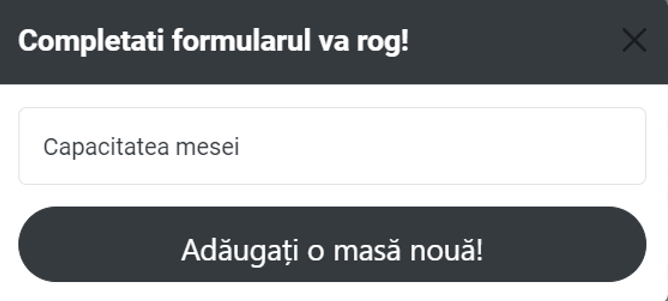 Completati formularul va rog!
Capacitatea mesei
Adăugați o masă nouă!